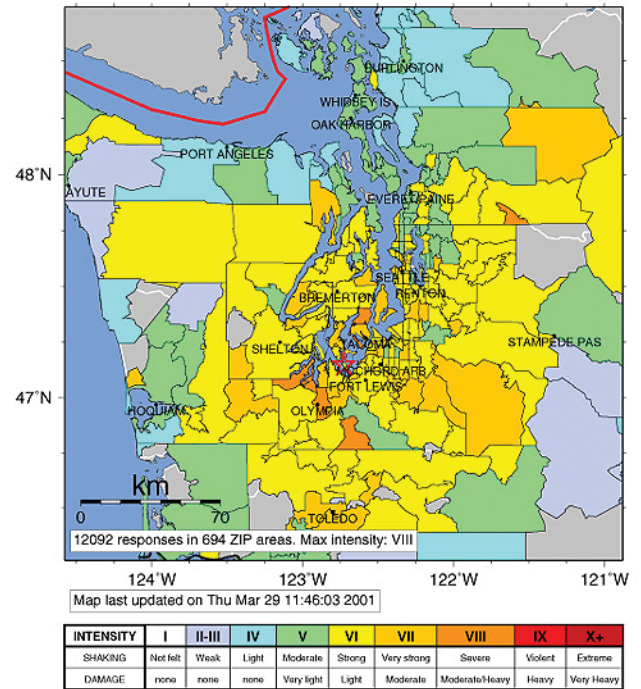 BURLINGTON
WHIDSEY IS
OAK HARBOR
PORT ANGELES
48°N
AYUTE
EVERET/PAINE
SEATTLE
BREMERTON RENTON
SHELTON TACOMA STAMPEDE PAS
MCCHORD AFB
47°N FORT LEWIS
HOQUIAM OLYMPIA
km
0 70
TOLEDO
12092 responses in 694 ZIP areas. Max intensity: VIII
124°W 123°W 122°W 121°W
Map last updated on Thu Mar 29 11:46:03 2001
INTENSITY I II-III IV V VI VII VIII IX X+
SHAKING Not felt Weak Light Moderate Strong Very strong Severe Violent Extreme
DAMAGE none none none Very light Light Moderate Moderate/Heavy Heavy Very Heavy